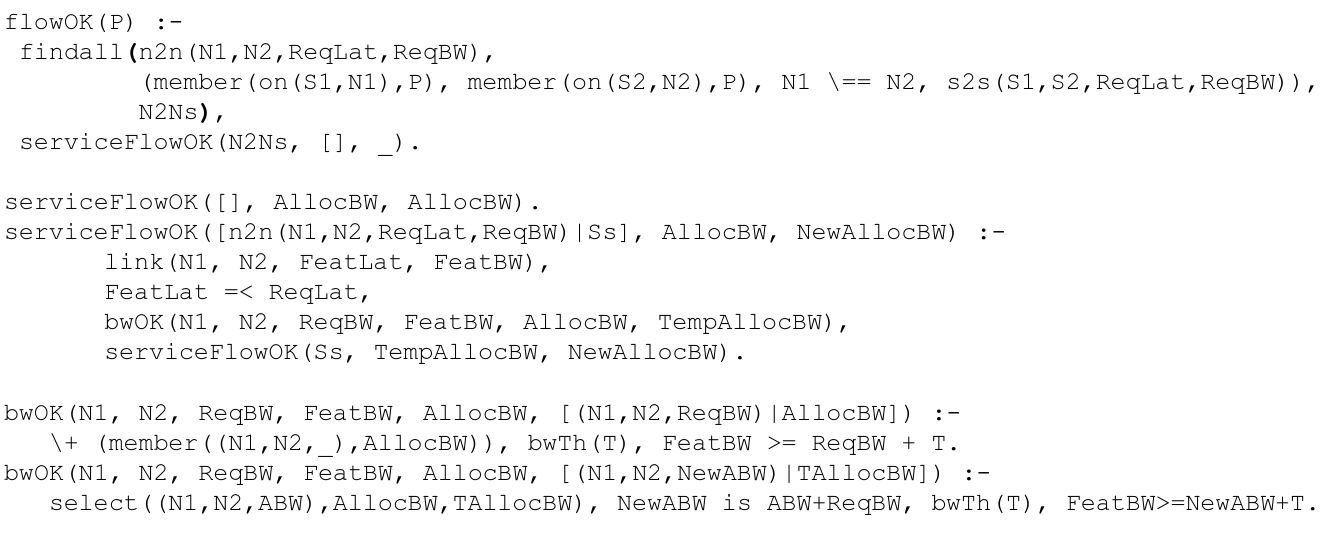 flowOK(P) :-
 findall(n2n(N1,N2,ReqLat,ReqBW),
         (member(on(S1,N1),P), member(on(S2,N2),P), N1 \== N2, s2s(S1,S2,ReqLat,ReqBW)),
         N2Ns),
 serviceFlowOK(N2Ns, [], _).

serviceFlowOK([], AllocBW, AllocBW).
serviceFlowOK([n2n(N1,N2,ReqLat,ReqBW)|Ss], AllocBW, NewAllocBW) :-
       link(N1, N2, FeatLat, FeatBW),
       FeatLat =< ReqLat,
       bwOK(N1, N2, ReqBW, FeatBW, AllocBW, TempAllocBW),
       serviceFlowOK(Ss, TempAllocBW, NewAllocBW).

bwOK(N1, N2, ReqBW, FeatBW, AllocBW, [(N1,N2,ReqBW)|AllocBW]) :-
   \+ (member((N1,N2,_),AllocBW)), bwTh(T), FeatBW >= ReqBW + T.
bwOK(N1, N2, ReqBW, FeatBW, AllocBW, [(N1,N2,NewABW)|TAllocBW]) :-
   select((N1,N2,ABW),AllocBW,TAllocBW), NewABW is ABW+ReqBW, bwTh(T), FeatBW>=NewABW+T.